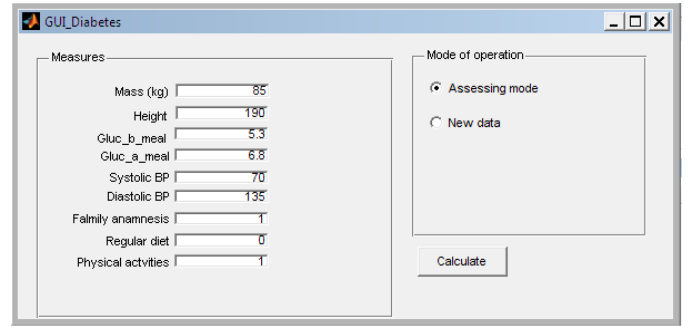 GUI_Diabetes
Measures
Mass (kg) 85
Height 190
Gluc_b_meal 5.3
Gluc_a_meal 6.8
Systolic BP 70
Diastolic BP 135
Falmily anamnesis 1
Regular diet 0
Physical actvities 1
Mode of operation
Assessing mode
New data
Calculate